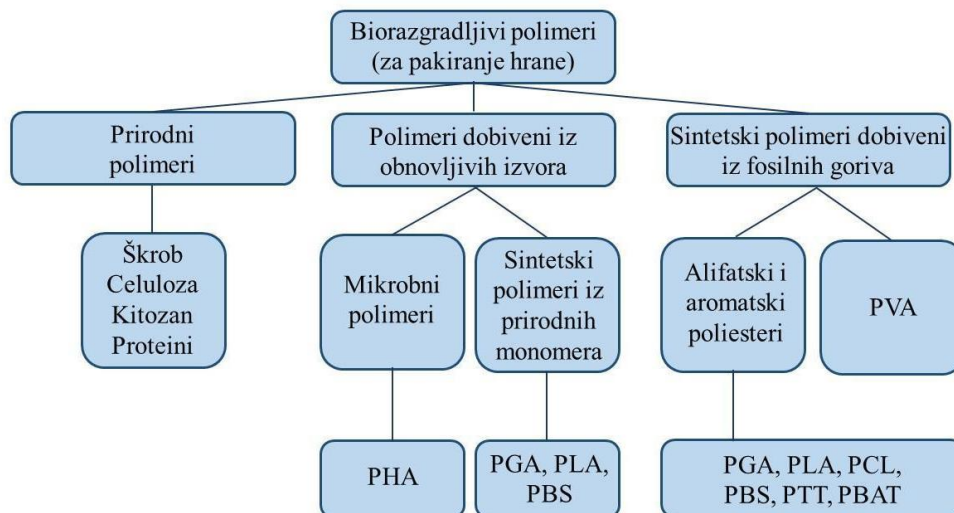 Biorazgradljivi polimeri
(za pakiranje hrane)
Prirodni
polimeri
Polimeri dobiveni iz
obnovljivih izvora
Sintetski polimeri dobiveni
iz fosilnih goriva
Škrob
Celuloza
Kitozan
Proteini
Mikrobni
polimeri
Sintetski
polimeri iz
prirodnih
monomera
Alifatski i
aromatski
poliesteri
PVA
PHA
PGA, PLA,
PBS
PGA, PLA, PCL,
PBS, PTT, PBAT